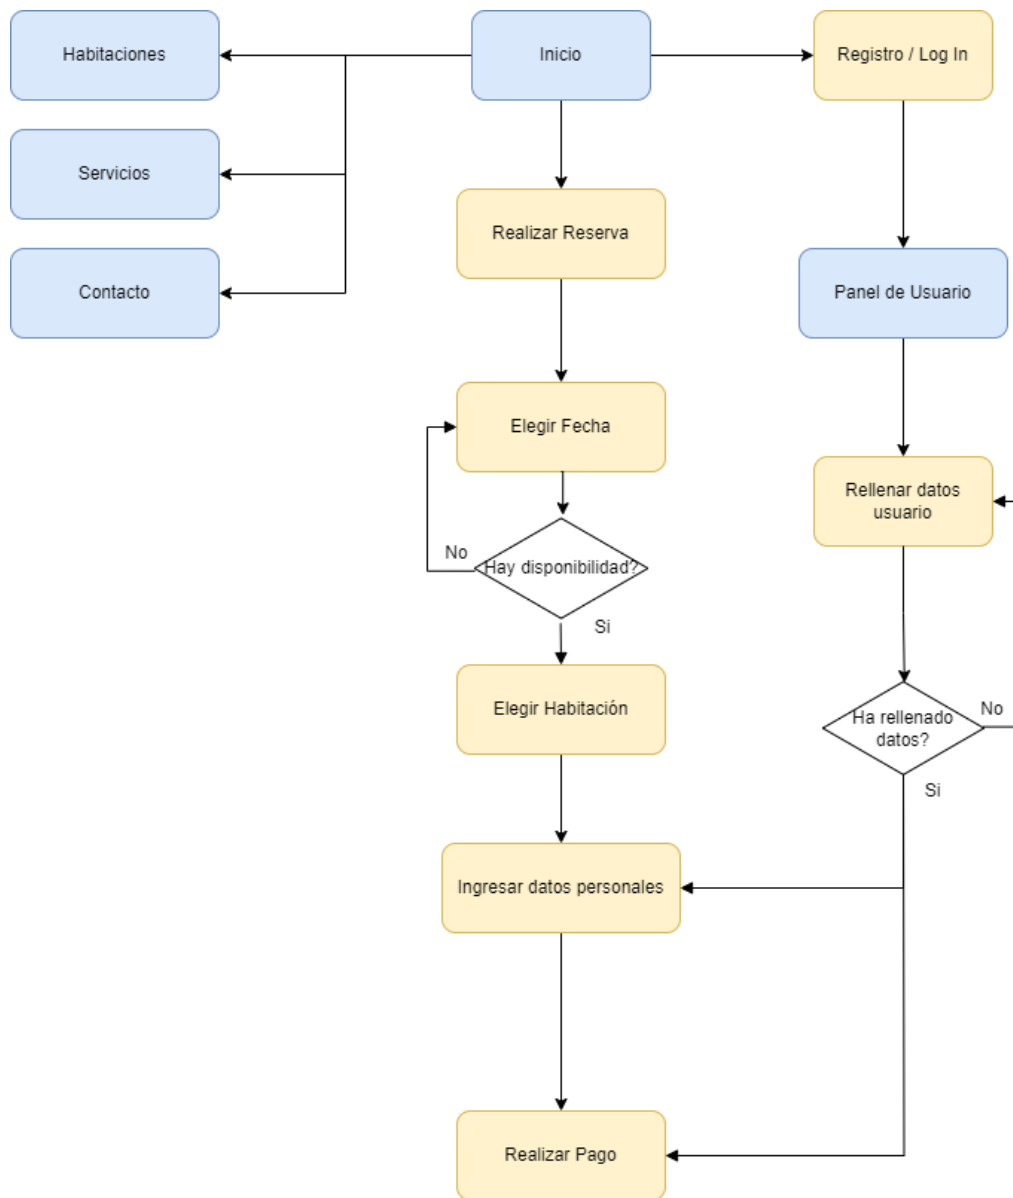 Habitaciones
Inicio
Registro / Log In
Servicios
Realizar Reserva
Contacto
Panel de Usuario
Elegir Fecha
Rellenar datos
usuario
No
Hay disponibilidad?
Si
Elegir Habitación
Ha rellenado
datos?
No
Si
Ingresar datos personales
Realizar Pago